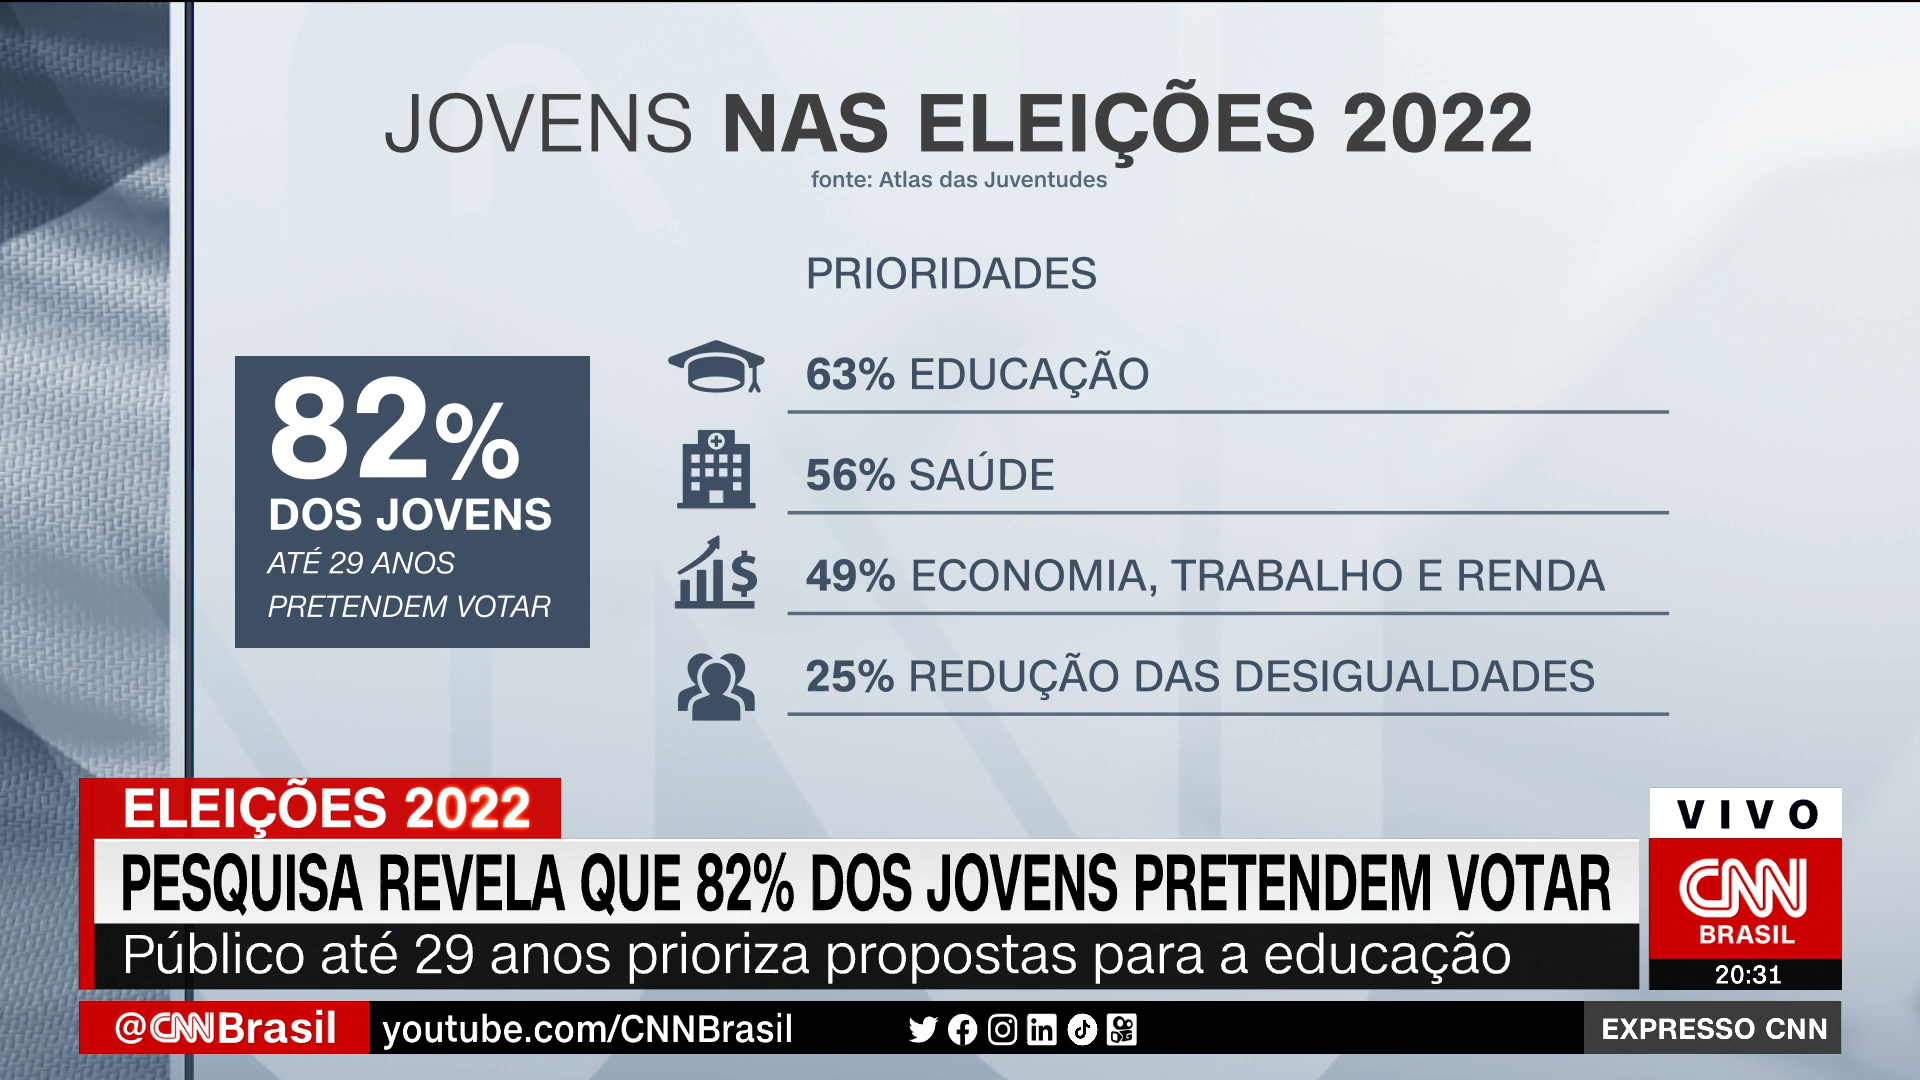 JOVENS NAS ELEIÇÕES 2022
fonte: Atlas das Juventudes
PRIORIDADES
82%
DOS JOVENS
ATÉ 29 ANOS
PRETENDEM VOTAR
63% EDUCAÇÃO
56% SAÚDE
49% ECONOMIA, TRABALHO E RENDA
25% REDUÇÃO DAS DESIGUALDADES
ELEIÇÕES 2022
PESQUISA REVELA QUE 82% DOS JOVENS PRETENDEM VOTAR
Público até 29 anos prioriza propostas para a educação
VIVO
CNN
BRASIL
20:31
@CNNBrasil
youtube.com/CNNBrasil
EXPRESSO CNN